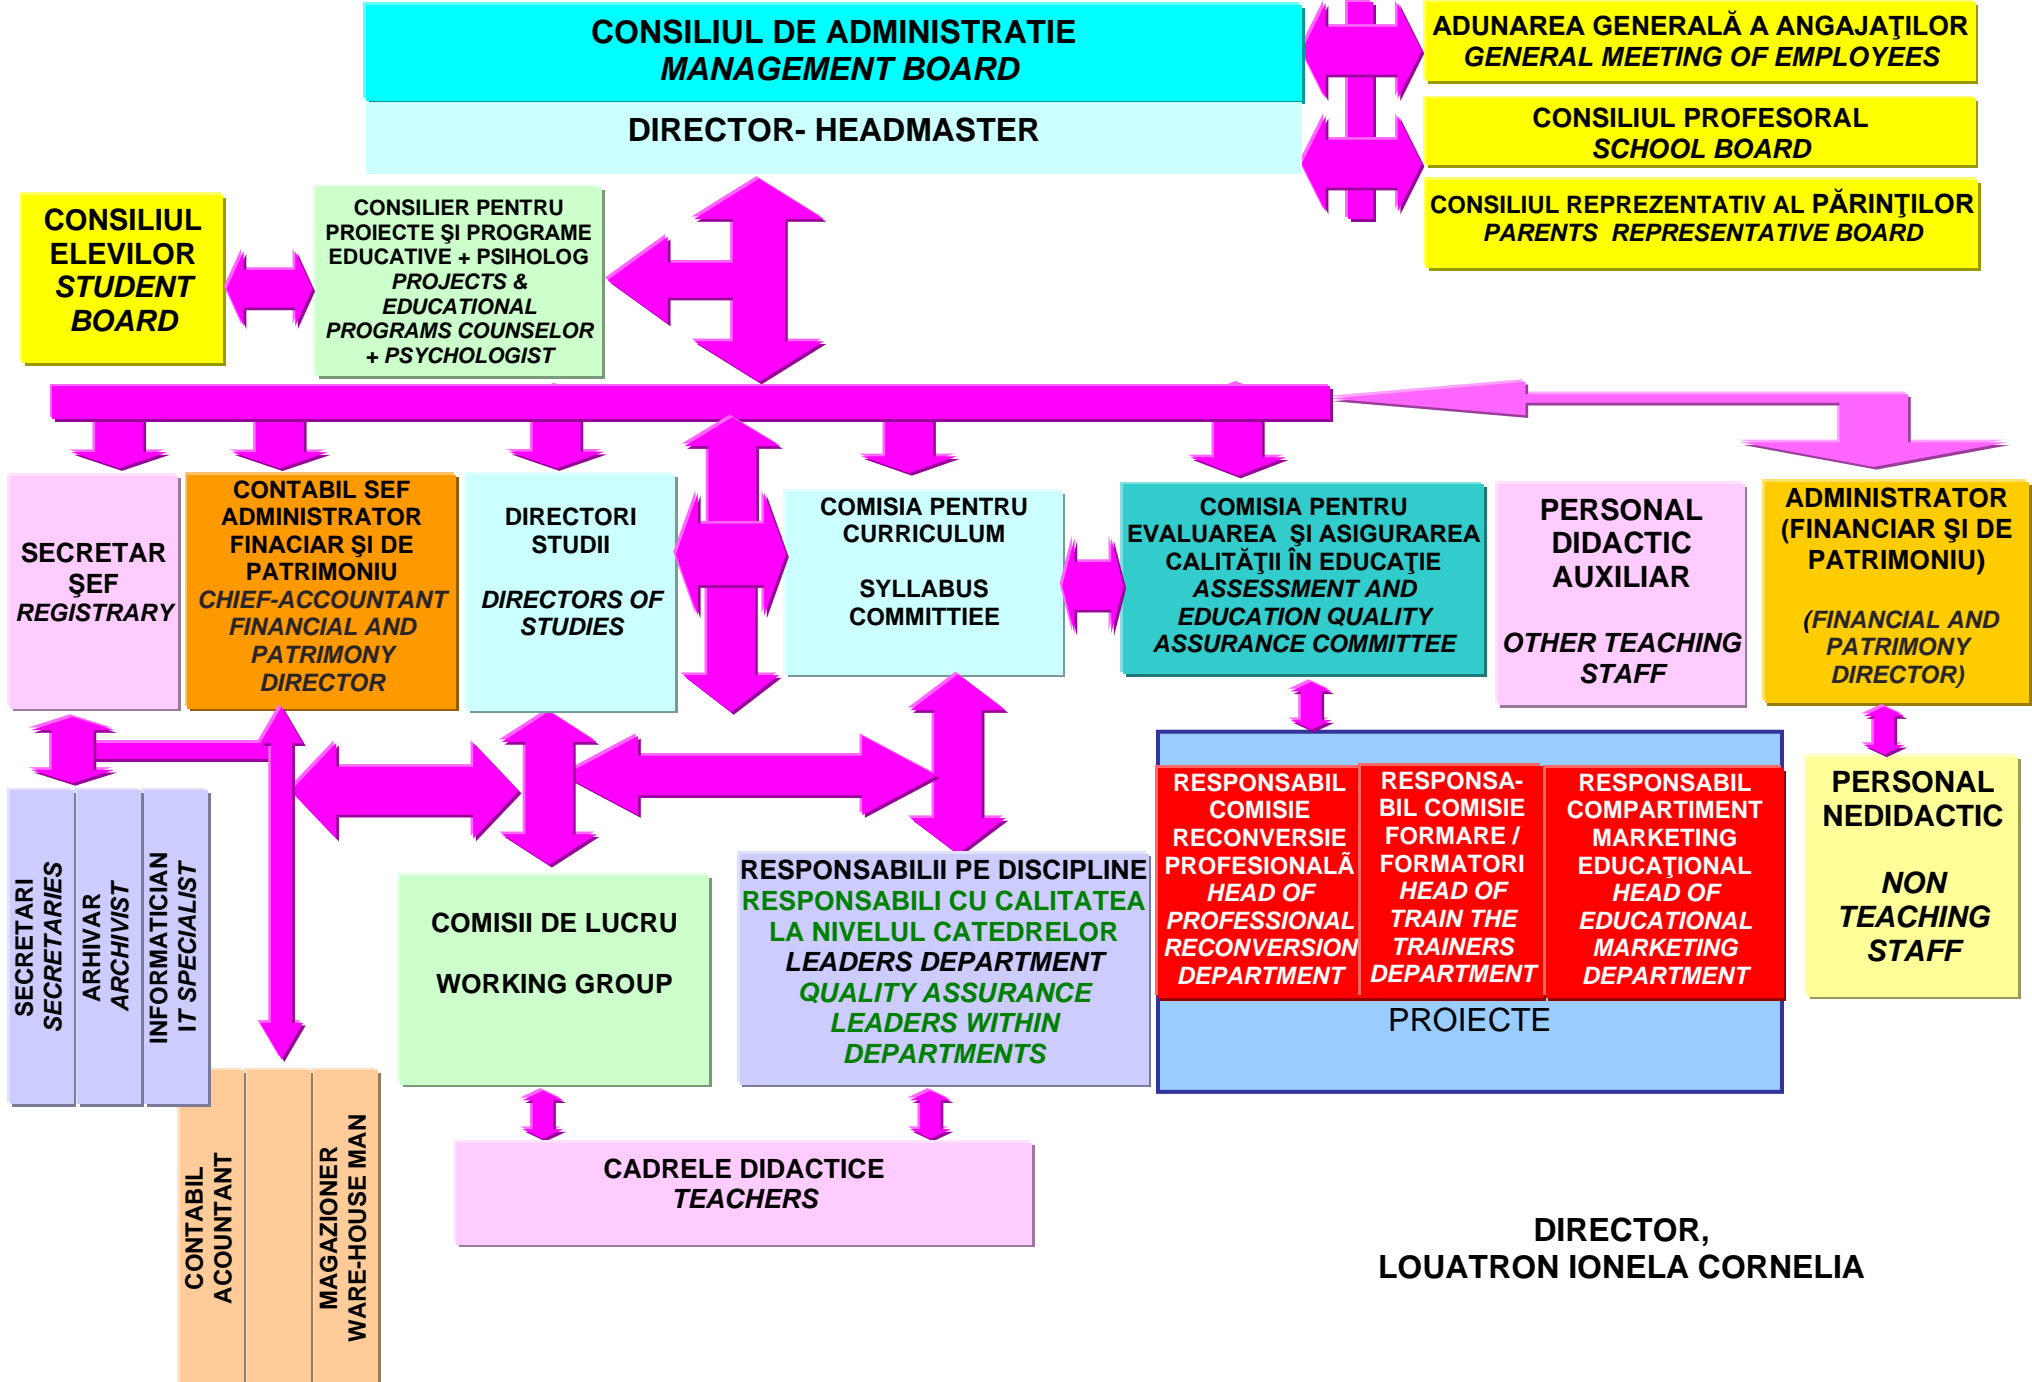 CONSILIUL DE ADMINISTRATIE
MANAGEMENT BOARD
DIRECTOR- HEADMASTER
ADUNAREA GENERALĂ A ANGAJAŢILOR
GENERAL MEETING OF EMPLOYEES
CONSILIUL PROFESORAL
SCHOOL BOARD
CONSILIUL REPREZENTATIV AL PĂRINŢILOR
PARENTS REPRESENTATIVE BOARD
CONSILIUL
ELEVILOR
STUDENT
BOARD
CONSILIER PENTRU
PROIECTE ŞI PROGRAME
EDUCATIVE + PSIHOLOG
PROJECTS &
EDUCATIONAL
PROGRAMS COUNSELOR
+ PSYCHOLOGIST
SECRETAR
ŞEF
REGISTRARY
CONTABIL SEF
ADMINISTRATOR
FINACIAR ŞI DE
PATRIMONIU
CHIEF-ACCOUNTANT
FINANCIAL AND
PATRIMONY
DIRECTOR
DIRECTORI
STUDII
DIRECTORS OF
STUDIES
COMISIA PENTRU
CURRICULUM
SYLLABUS
COMMITTIEE
COMISIA PENTRU
EVALUAREA ŞI ASIGURAREA
CALITĂŢII ÎN EDUCAŢIE
ASSESSMENT AND
EDUCATION QUALITY
ASSURANCE COMMITTEE
PERSONAL
DIDACTIC
AUXILIAR
OTHER TEACHING
STAFF
ADMINISTRATOR
(FINANCIAR ŞI DE
PATRIMONIU)
(FINANCIAL AND
PATRIMONY
DIRECTOR)
SECRETARI
SECRETARIES
ARHIVAR
ARCHIVIST
INFORMATICIAN
IT SPECIALIST
CONTABIL
ACOUNTANT
MAGAZIONER
WARE-HOUSE MAN
COMISII DE LUCRU
WORKING GROUP
RESPONSABILII PE DISCIPLINE
RESPONSABILI CU CALITATEA
LA NIVELUL CATEDRELOR
LEADERS DEPARTMENT
QUALITY ASSURANCE
LEADERS WITHIN
DEPARTMENTS
RESPONSABIL
COMISIE
RECONVERSIE
PROFESIONALÃ
HEAD OF
PROFESSIONAL
RECONVERSION
DEPARTMENT
RESPONSA-
BIL COMISIE
FORMARE /
FORMATORI
HEAD OF
TRAIN THE
TRAINERS
DEPARTMENT
RESPONSABIL
COMPARTIMENT
MARKETING
EDUCAŢIONAL
HEAD OF
EDUCATIONAL
MARKETING
DEPARTMENT
PROIECTE
PERSONAL
NEDIDACTIC
NON
TEACHING
STAFF
CADRELE DIDACTICE
TEACHERS
DIRECTOR,
LOUATRON IONELA CORNELIA